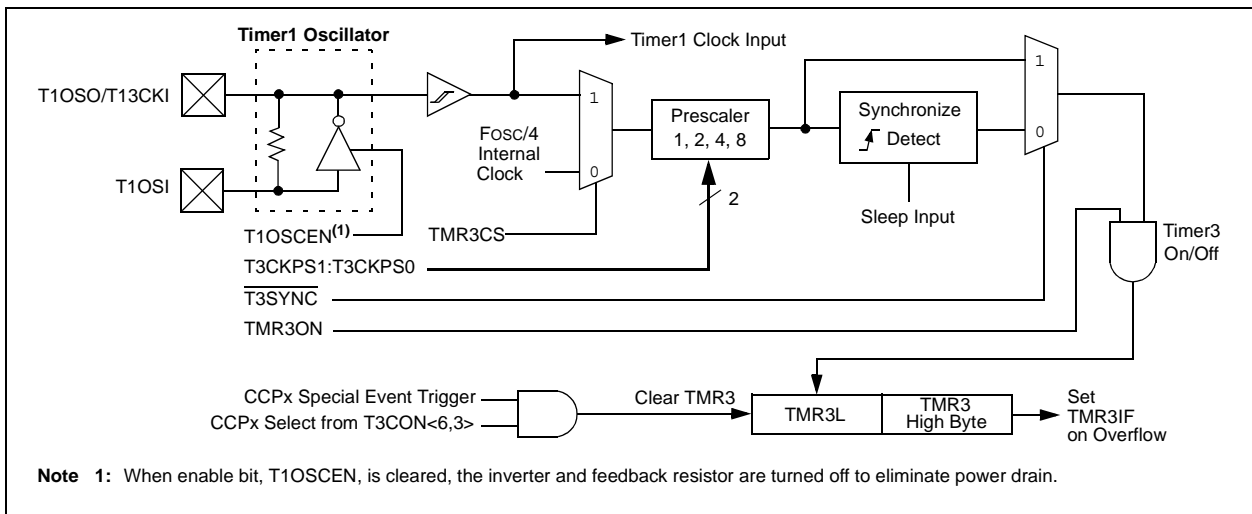 Timer1 Oscillator
Timer1 Clock Input
T1OSO/T13CKI
T1OSI
FOSC/4
Internal
Clock
1
0
Prescaler
1, 2, 4, 8
2
Synchronize
Detect
Sleep Input
1
0
Timer3
On/Off
T1OSCEN(1)
TMR3CS
T3CKPS1:T3CKPS0
T3SYNC
TMR3ON
CCPx Special Event Trigger
CCPx Select from T3CON<6,3>
Clear TMR3
TMR3L
TMR3
High Byte
Set
TMR3IF
on Overflow
Note 1: When enable bit, T1OSCEN, is cleared, the inverter and feedback resistor are turned off to eliminate power drain.